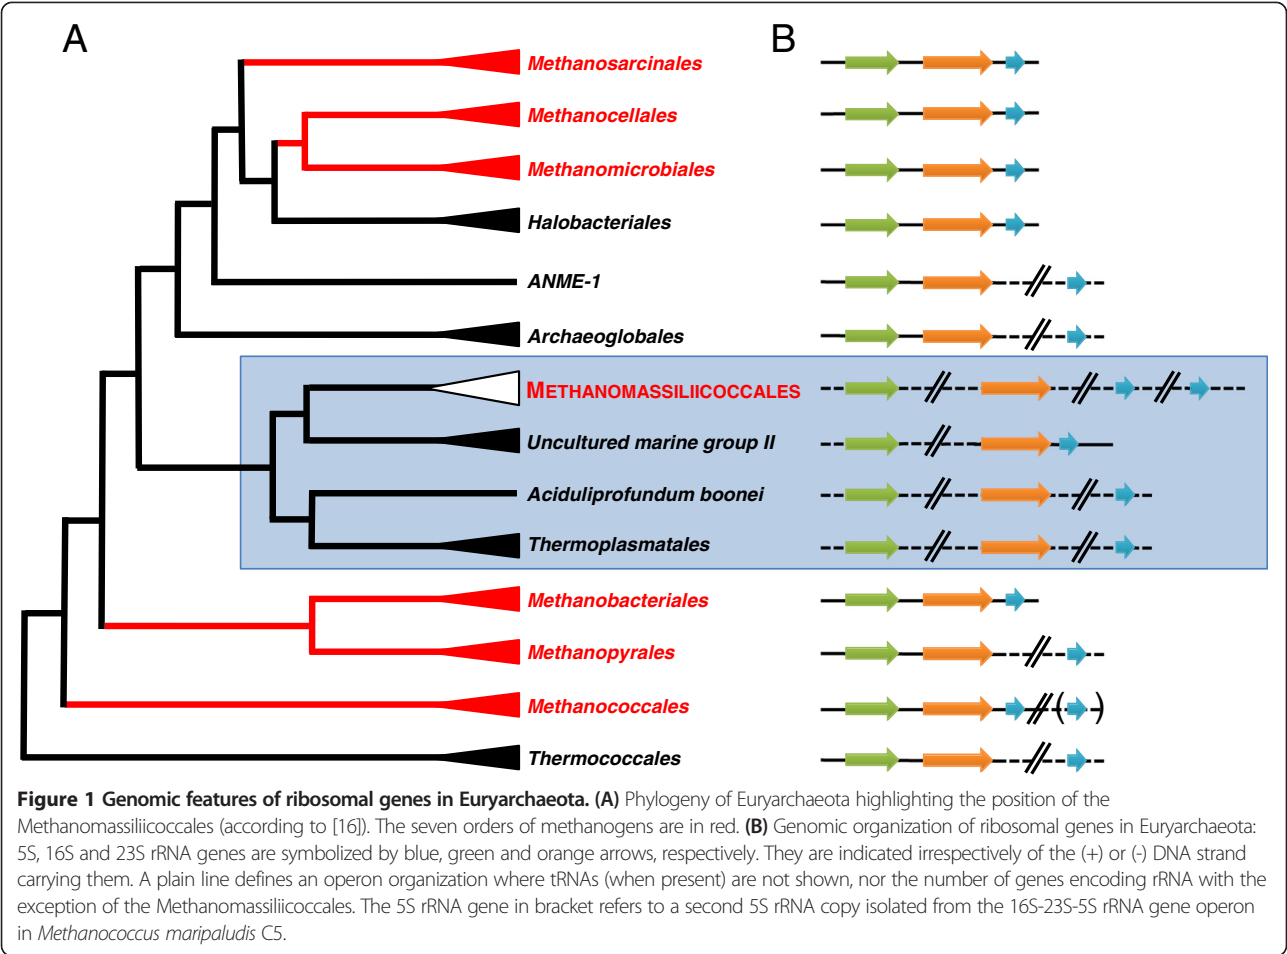 A
B
Methanosarcinales
Methanocellales
Methanomicrobiales
Halobacteriales
ANME-1
Archaeoglobales
METHANOMASSILIICOCCALES
Uncultured marine group II
Aciduliprofundum boonei
Thermoplasmatales
Methanobacteriales
Methanopyrales
Methanococcales
( )
Thermococcales
Figure 1 Genomic features of ribosomal genes in Euryarchaeota. (A) Phylogeny of Euryarchaeota highlighting the position of the
Methanomassiliicoccales (according to [16]). The seven orders of methanogens are in red. (B) Genomic organization of ribosomal genes in Euryarchaeota:
5S, 16S and 23S rRNA genes are symbolized by blue, green and orange arrows, respectively. They are indicated irrespectively of the (+) or (-) DNA strand
carrying them. A plain line defines an operon organization where tRNAs (when present) are not shown, nor the number of genes encoding rRNA with the
exception of the Methanomassiliicoccales. The 5S rRNA gene in bracket refers to a second 5S rRNA copy isolated from the 16S-23S-5S rRNA gene operon
in Methanococcus maripaludis C5.